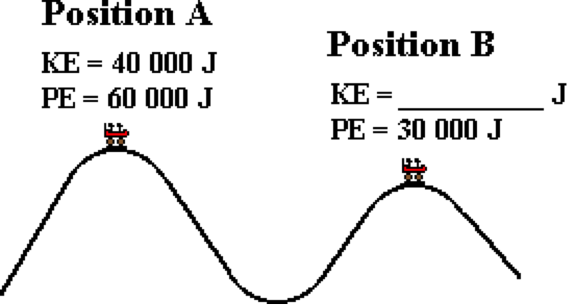 Position A
KE = 40 000 J
PE = 60 000 J
Position B
KE = __________ J
PE = 30 000 J